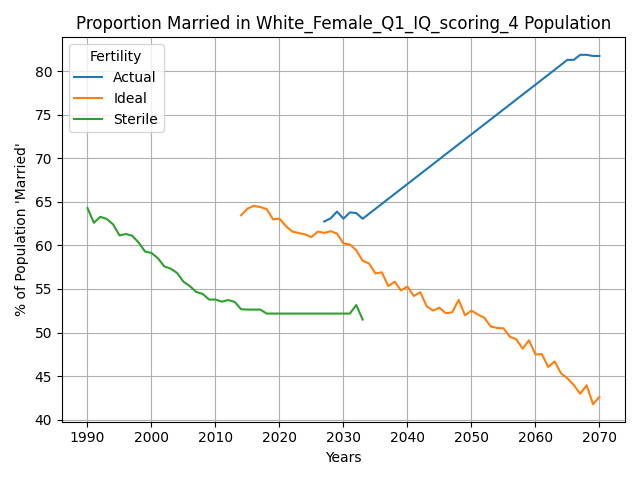 Proportion Married in White_Female_Q1_IQ_scoring_4 Population
% of Population 'Married'
Fertility
Actual
Ideal
Sterile
80
75
70
65
60
55
50
45
40
1990 2000 2010 2020 2030 2040 2050 2060 2070
Years